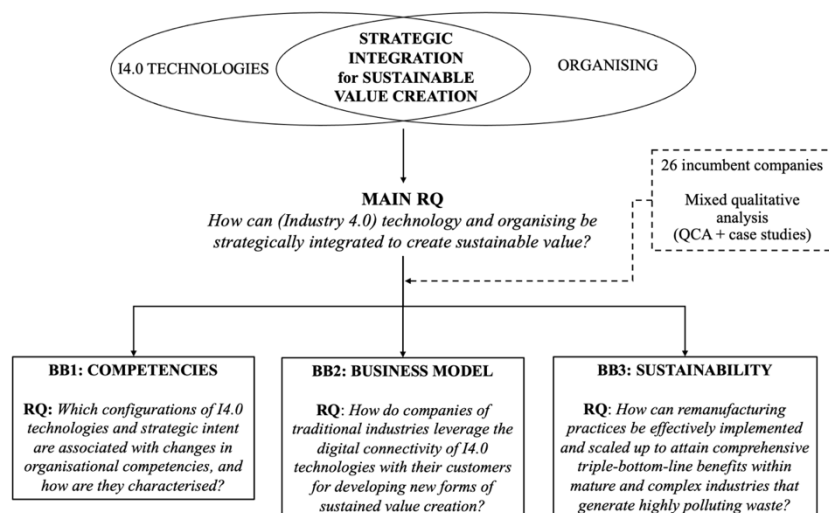 I4.0 TECHNOLOGIES
STRATEGIC
INTEGRATION
for SUSTAINABLE
VALUE CREATION
ORGANISING
26 incumbent companies
Mixed qualitative
analysis
(QCA + case studies)
MAIN RQ
How can (Industry 4.0) technology and organising be
strategically integrated to create sustainable value?
BB1: COMPETENCIES
RQ: Which configurations of I4.0
technologies and strategic intent
are associated with changes in
organisational competencies, and
how are they characterised?
BB2: BUSINESS MODEL
RQ: How do companies of
traditional industries leverage the
digital connectivity of I4.0
technologies with their customers
for developing new forms of
sustained value creation?
BB3: SUSTAINABILITY
RQ: How can remanufacturing
practices be effectively implemented
and scaled up to attain comprehensive
triple-bottom-line benefits within
mature and complex industries that
generate highly polluting waste?